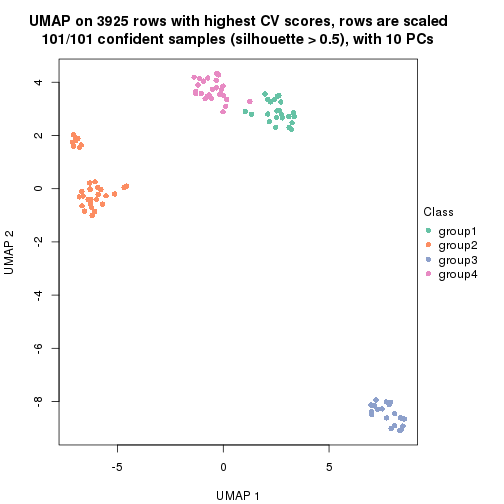 UMAP on 3925 rows with highest CV scores, rows are scaled
101/101 confident samples (silhouette > 0.5), with 10 PCs
4
2
0
-2
-4
-6
-8
UMAP 2
-5
0
5
UMAP 1
Class
group1
group2
group3
group4